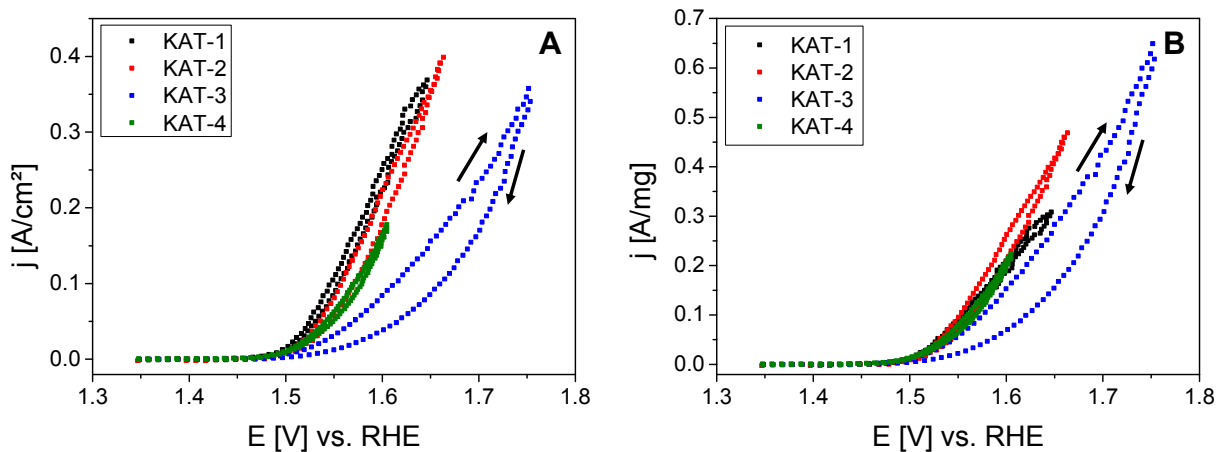 A
KAT-1
KAT-2
KAT-3
KAT-4
j [A/cm²]
0.4
0.3
0.2
0.1
0.0
1.3 1.4 1.5 1.6 1.7 1.8
E [V] vs. RHE
B
KAT-1
KAT-2
KAT-3
KAT-4
j [A/mg]
0.7
0.6
0.5
0.4
0.3
0.2
0.1
0.0
1.3 1.4 1.5 1.6 1.7 1.8
E [V] vs. RHE